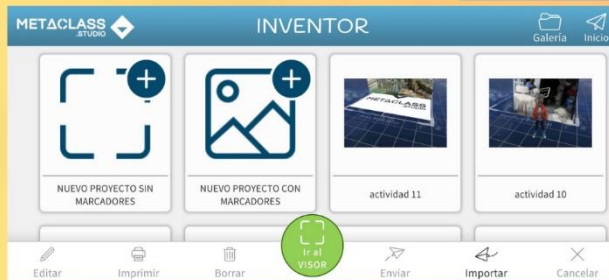 METACLASS
.STUDIO
INVENTOR
Galería
Inicio
NUEVO PROYECTO SIN
MARCADORES
NUEVO PROYECTO CON
MARCADORES
METACLASS
actividad 11
actividad 10
Editar
Imprimir
Borrar
Ir al
VISOR
Enviar
Importar
Cancelar